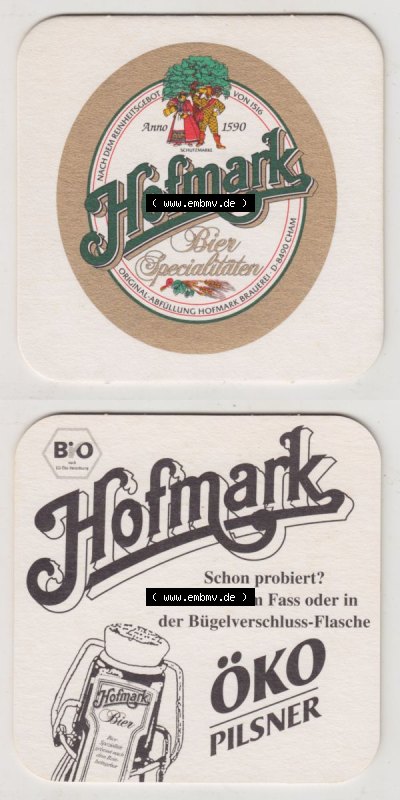 NACH DEM REINHEITSGEBOT VON 1516
Anno 1590
SCHUTZMARKE
Hofmark
( www.embmv.de )
Bier
Specialitäten
ORIGINAL-ABFÜLLUNG HOFMARK BRAUEREI · D-8490 CHAM
BiO
nach
Hofmark
Schon probiert?
( www.embmv.de )
Fass oder in
der Bügelverschluss-Flasche
Hofmark
Bier
ÖKO
PILSNER